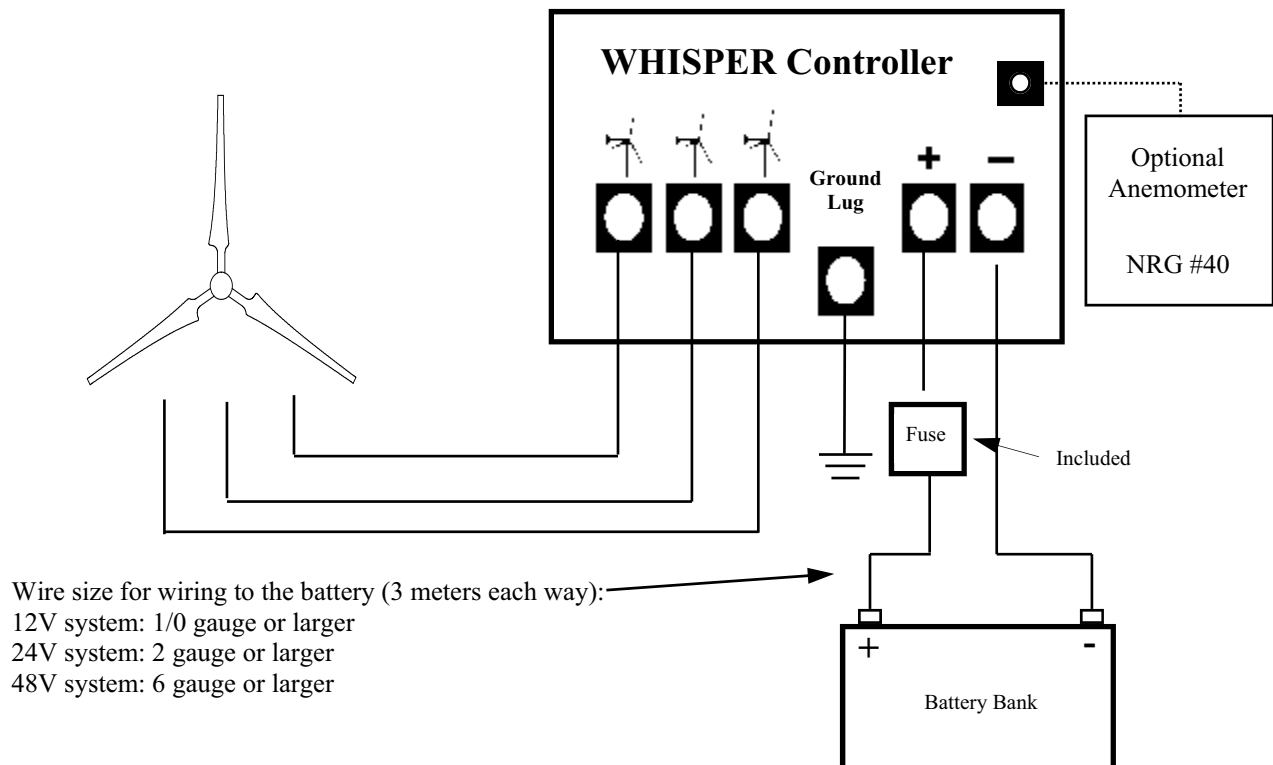 WHISPER Controller
Ground
Lug
+
−
Optional
Anemometer
NRG #40
Fuse
Included
Wire size for wiring to the battery (3 meters each way):
12V system: 1/0 gauge or larger
24V system: 2 gauge or larger
48V system: 6 gauge or larger
+
-
Battery Bank